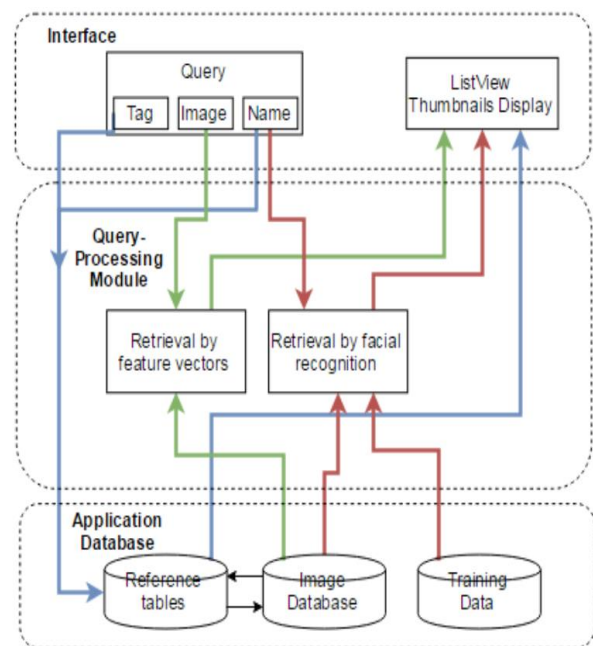 Interface
Query
Tag
Image
Name
ListView
Thumbnails Display
Query-
Processing
Module
Retrieval by
feature vectors
Retrieval by facial
recognition
Application
Database
Reference
tables
Image
Database
Training
Data